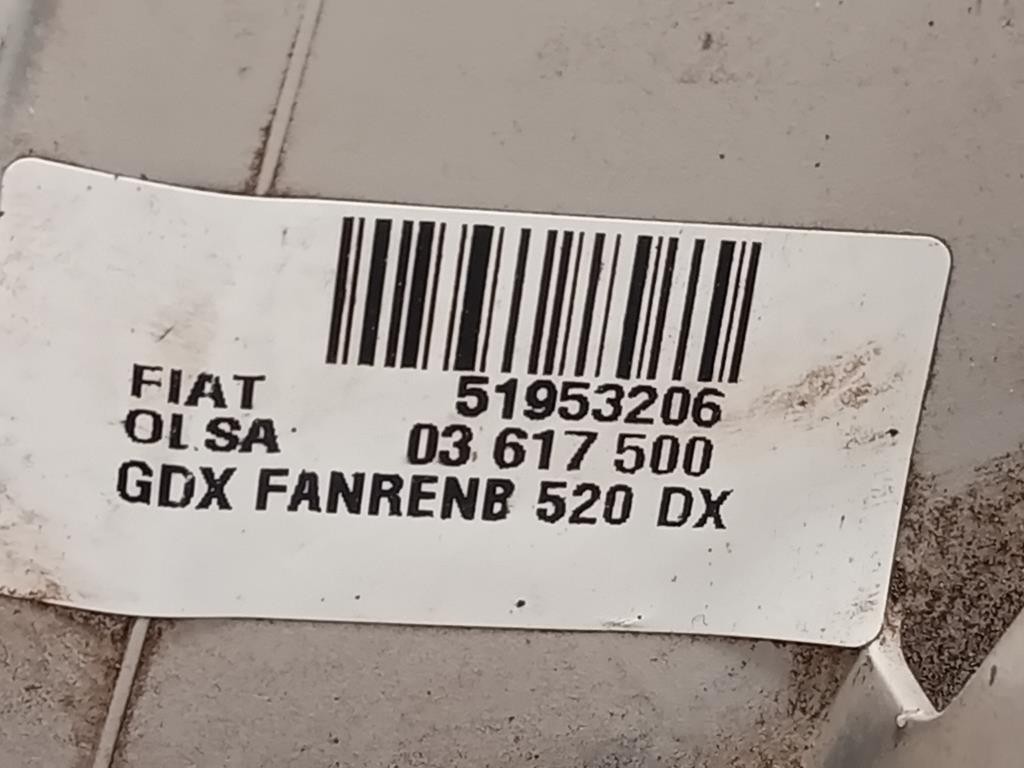 FIAT 51953206
OLSA 03 617 500
GDX FANRENB 520 DX